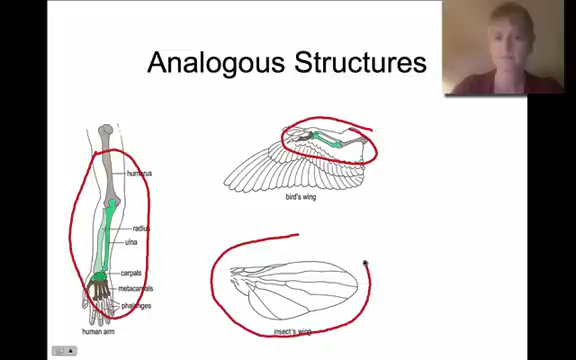 Analogous Structures
humerus
radius
ulna
carpals
metacarpals
phalanges
human arm
bird's wing
insect's wing